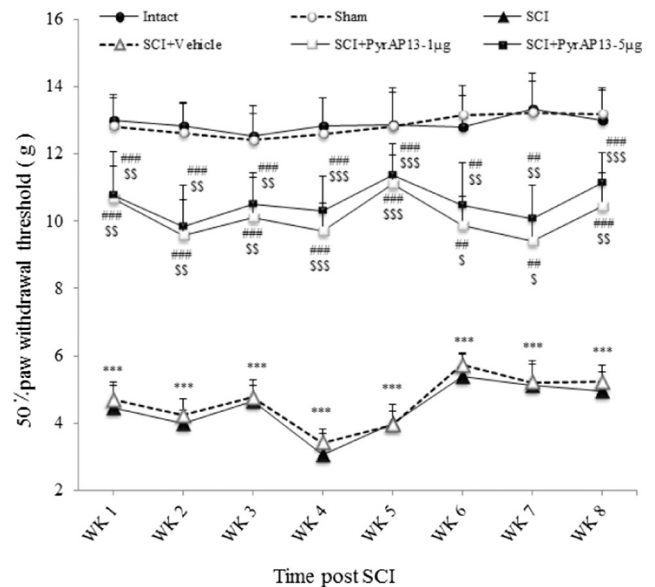 Intact Sham SCI
SCI+Vehicle SCI+PyrAP13-1µg SCI+PyrAP13-5µg
50٪paw withdrawal threshold ( g )
16
14
12
10
8
6
4
2
### ### ### ### ### ## ## ###
$$ $$ $$ $$$ $$$ $$ $$ $$$
### ### ### ### ### ## ## ###
$$ $$ $$ $$$ $$$ $ $ $$
*** *** *** *** *** *** *** ***
WK 1 WK 2 WK 3 WK 4 WK 5 WK 6 WK 7 WK 8
Time post SCI